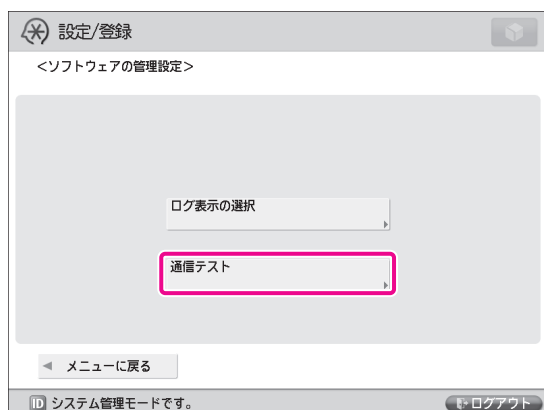 設定/登録
<ソフトウェアの管理設定>
ログ表示の選択
通信テスト
メニューに戻る
ID システム管理モードです。
ログアウト